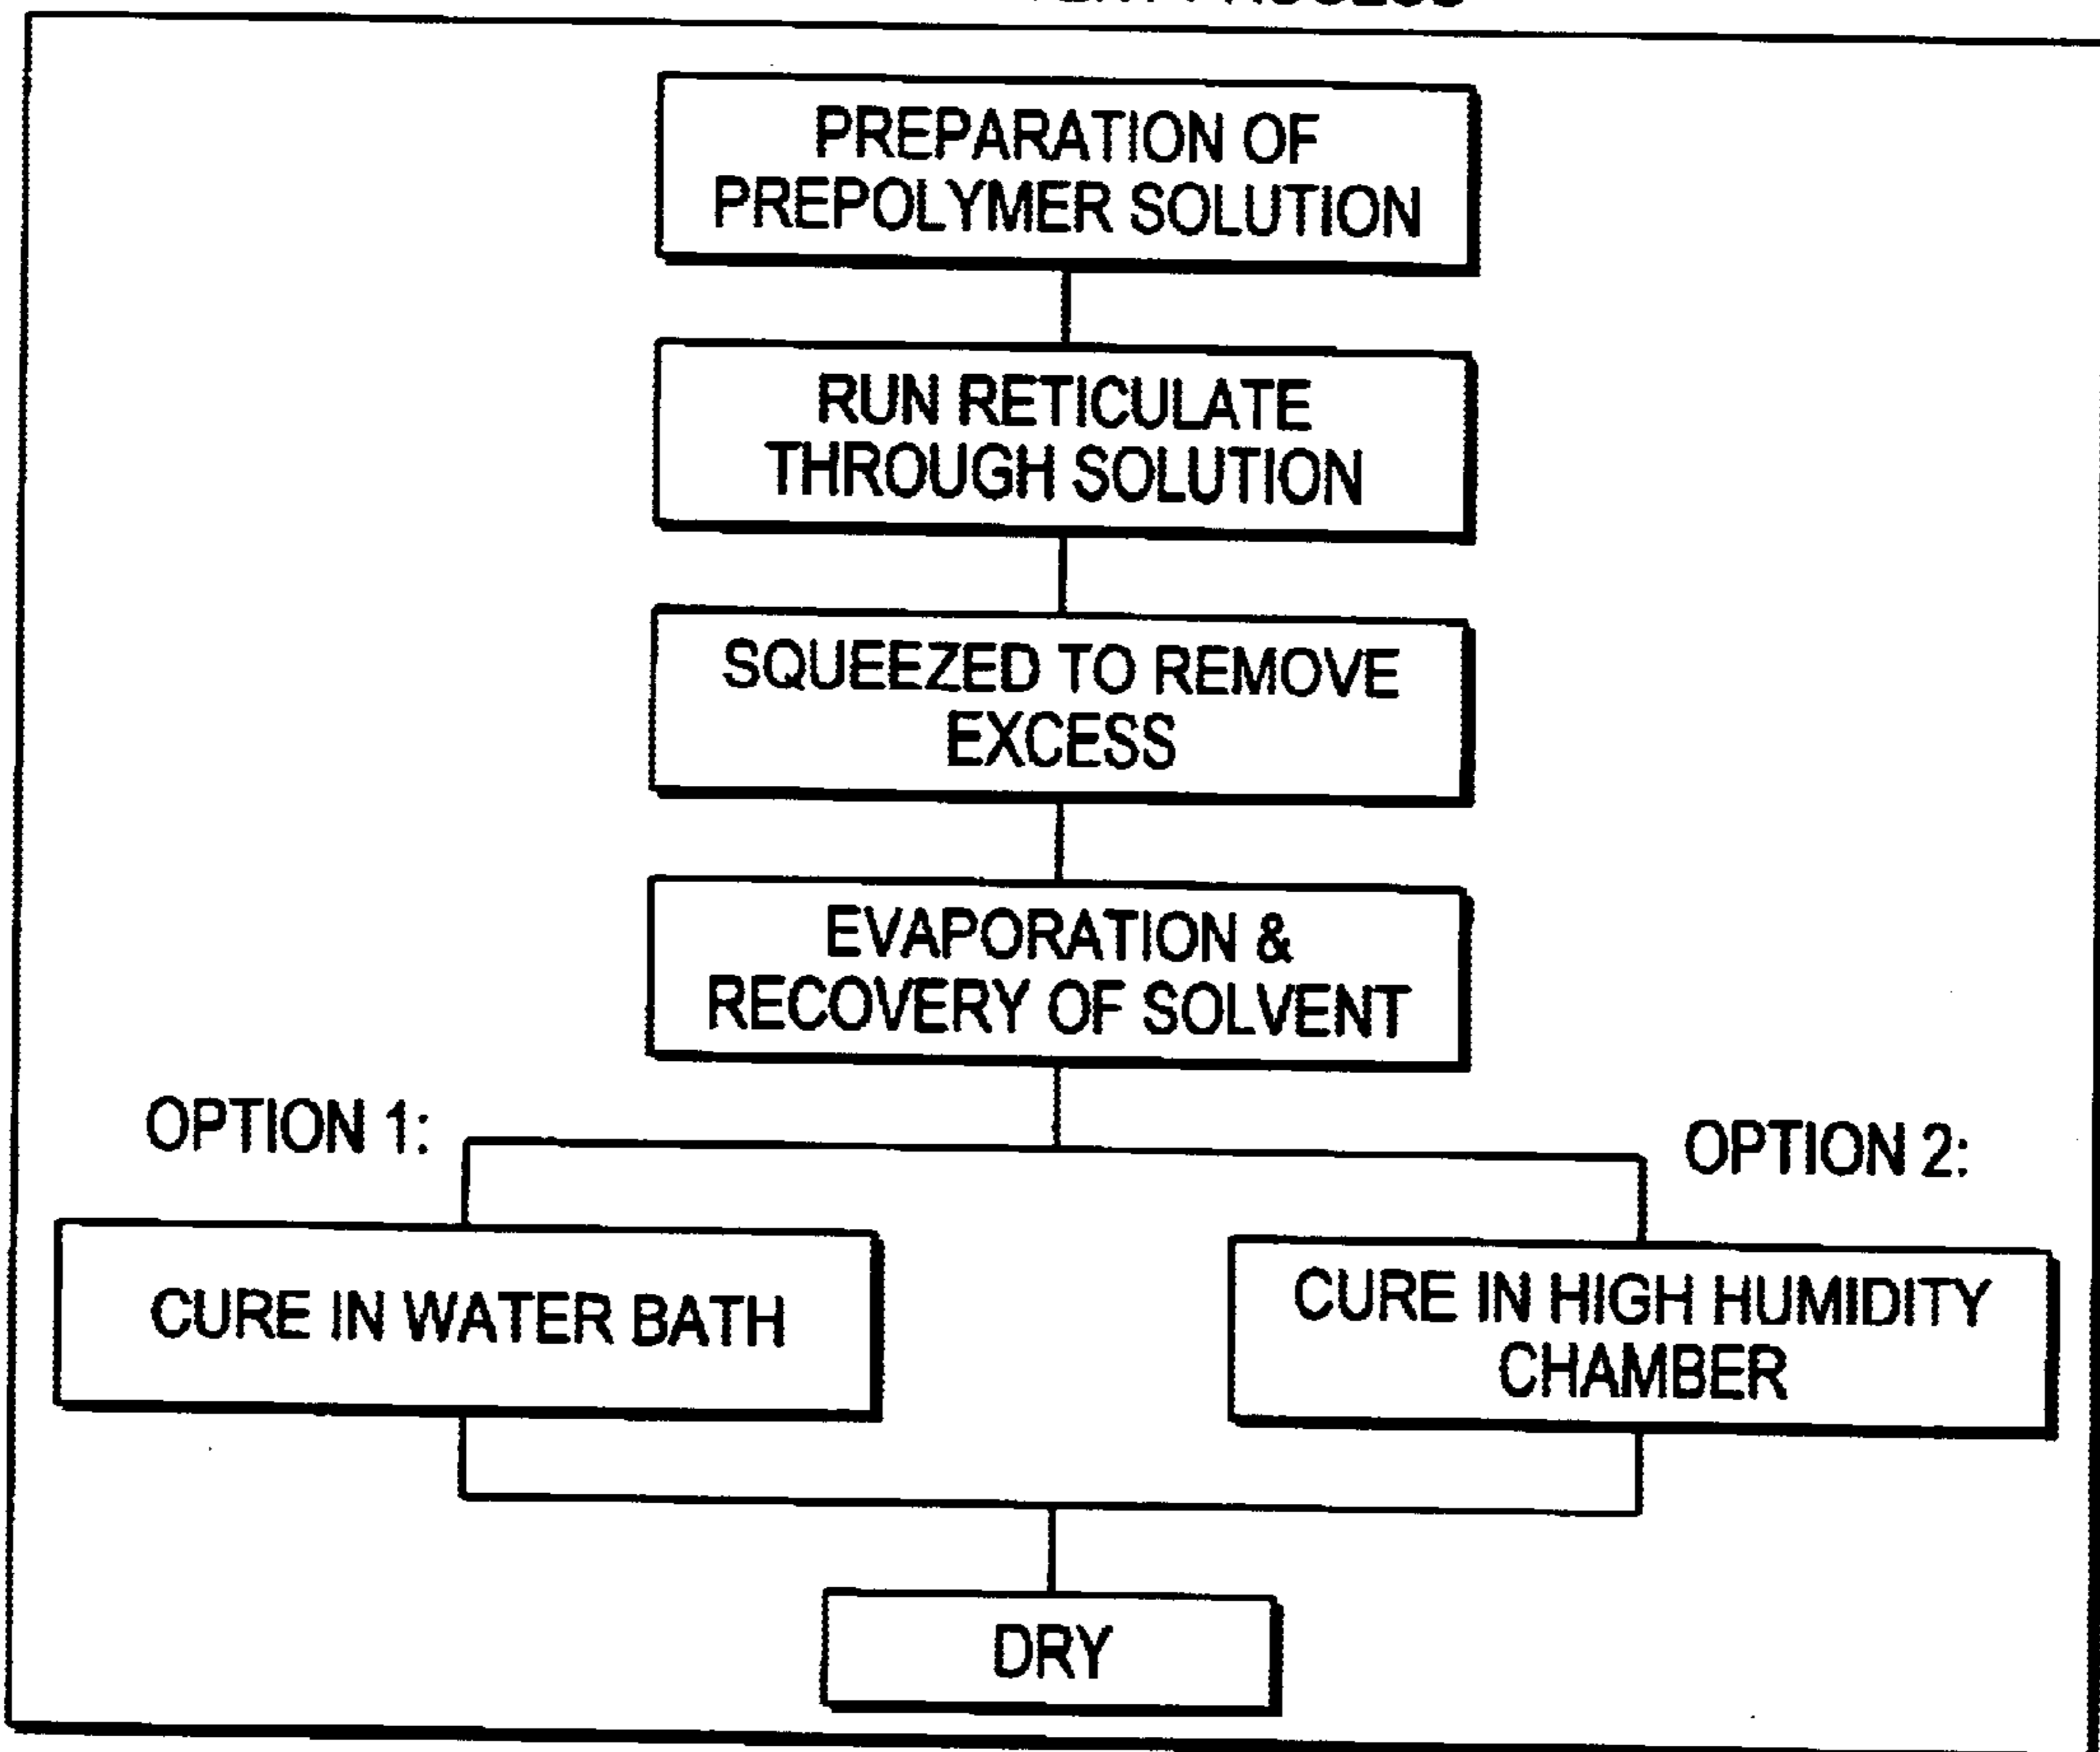 PREPARATION OF
PREPOLYMER SOLUTION
RUN RETICULATE
THROUGH SOLUTION
SQUEEZED TO REMOVE
EXCESS
EVAPORATION &
RECOVERY OF SOLVENT
OPTION 1:
OPTION 2:
CURE IN WATER BATH
CURE IN HIGH HUMIDITY
CHAMBER
DRY